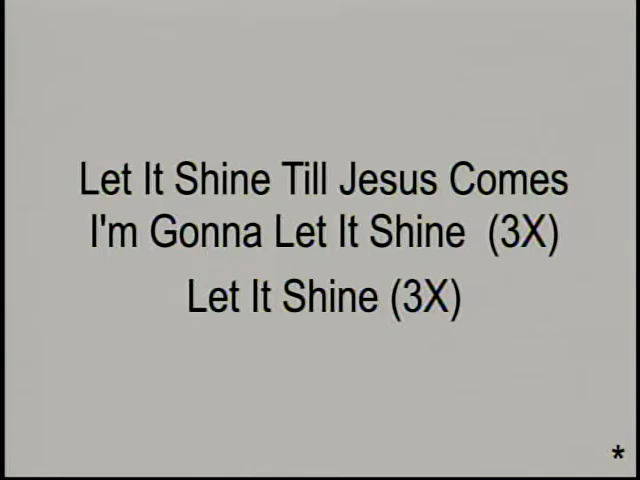 Let It Shine Till Jesus Comes
I'm Gonna Let It Shine  (3X)
Let It Shine (3X)
*